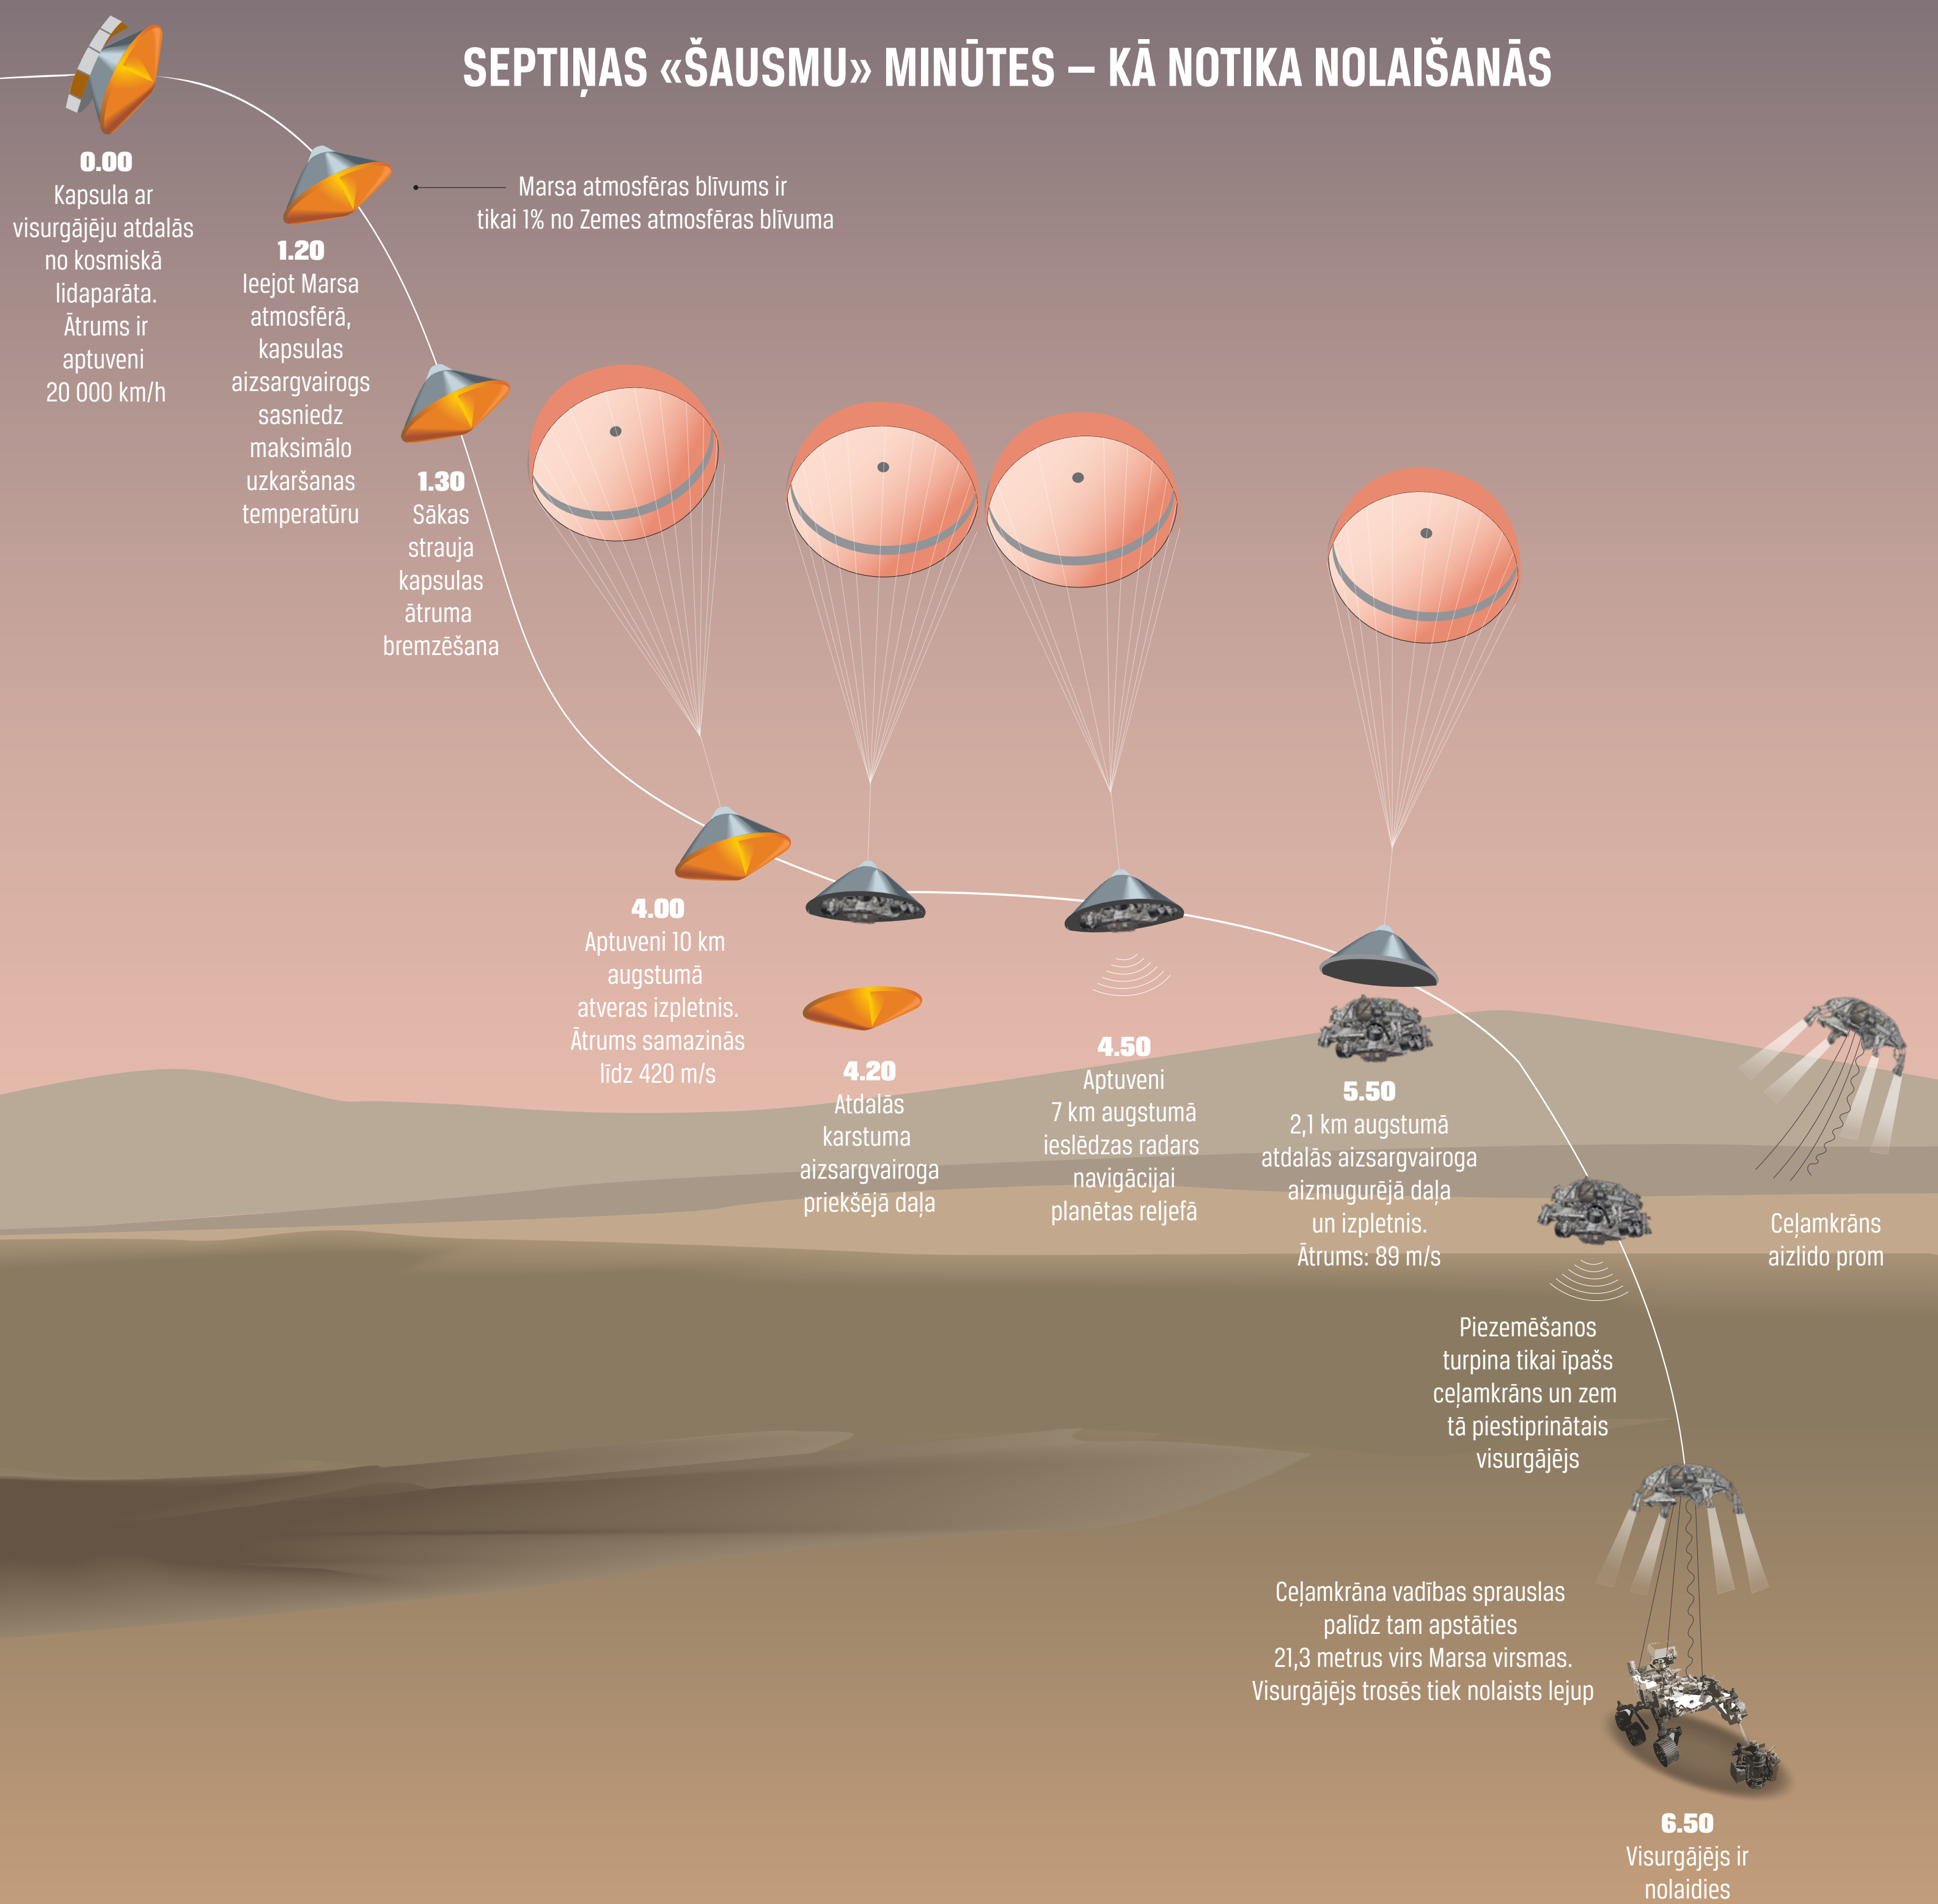 SEPTIŅAS «ŠAUSMU» MINŪTES – KĀ NOTIKA NOLAIŠANĀS
0.00
Kapsula ar
visurgājēju atdalās
no kosmiskā
lidaparāta.
Ātrums ir
aptuveni
20 000 km/h
Marsa atmosfēras blīvums ir
tikai 1% no Zemes atmosfēras blīvuma
1.20
Ieejot Marsa
atmosfērā,
kapsulas
aizsargvairogs
sasniedz
maksimālo
uzkaršanas
temperatūru
1.30
Sākas
strauja
kapsulas
ātruma
bremzēšana
4.00
Aptuveni 10 km
augstumā
atveras izpletnis.
Ātrums samazinās
līdz 420 m/s
4.20
Atdalās
karstuma
aizsargvairoga
priekšējā daļa
4.50
Aptuveni
7 km augstumā
ieslēdzas radars
navigācijai
planētas reljefā
5.50
2,1 km augstumā
atdalās aizsargvairoga
aizmugurējā daļa
un izpletnis.
Ātrums: 89 m/s
Ceļamkrāns
aizlido prom
Piezemēšanos
turpina tikai īpašs
ceļamkrāns un zem
tā piestiprinātais
visurgājējs
Ceļamkrāna vadības sprauslas
palīdz tam apstāties
21,3 metrus virs Marsa virsmas.
Visurgājējs trosēs tiek nolaists lejup
6.50
Visurgājējs ir
nolaidies